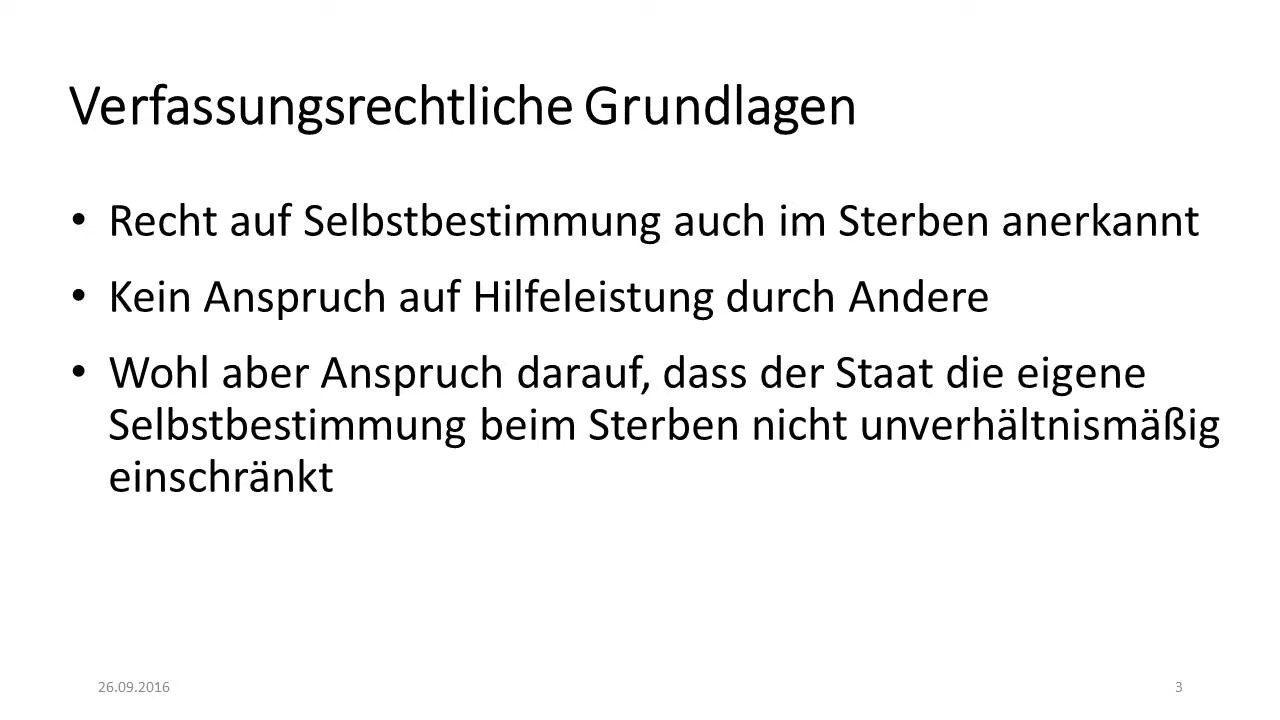 Verfassungsrechtliche Grundlagen
• Recht auf Selbstbestimmung auch im Sterben anerkannt
• Kein Anspruch auf Hilfeleistung durch Andere
• Wohl aber Anspruch darauf, dass der Staat die eigene
Selbstbestimmung beim Sterben nicht unverhältnismäßig
einschränkt
26.09.2016
3